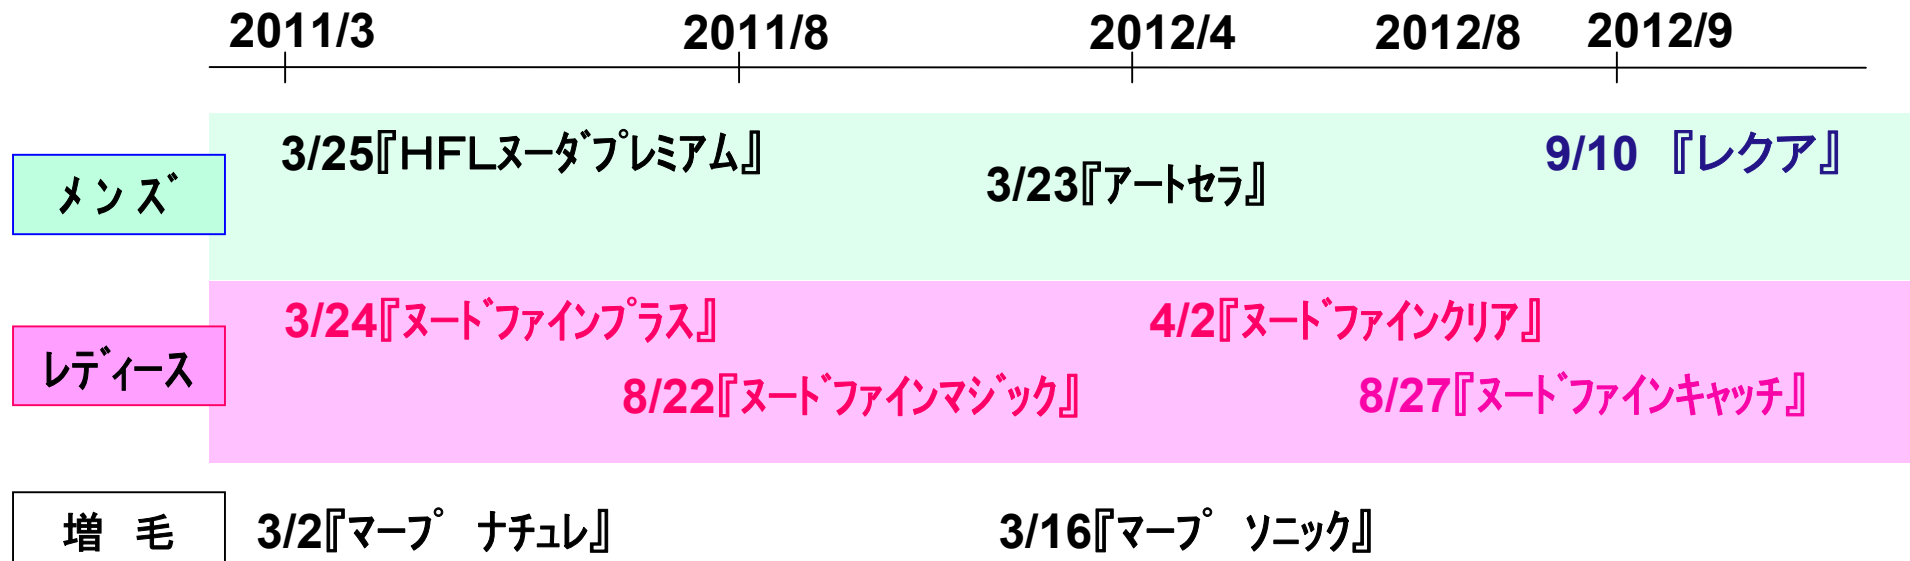 2011/3 2011/8 2012/4 2012/8 2012/9
メンズ
3/25『ＨＦＬヌーダプレミアム』
3/23『アートセラ』
9/10 『レクア』
レディース
3/24『ヌードファインプラス』
4/2『ヌードファインクリア』
8/22『ヌードファインマジック』
8/27『ヌードファインキャッチ』
増 毛
3/2『マープ ナチュレ』
3/16『マープ ソニック』